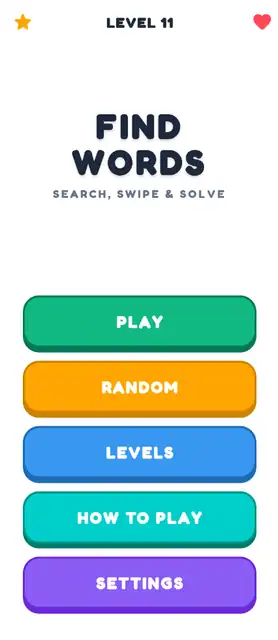 LEVEL 11
FIND
WORDS
SEARCH, SWIPE & SOLVE
PLAY
RANDOM
LEVELS
HOW TO PLAY
SETTINGS